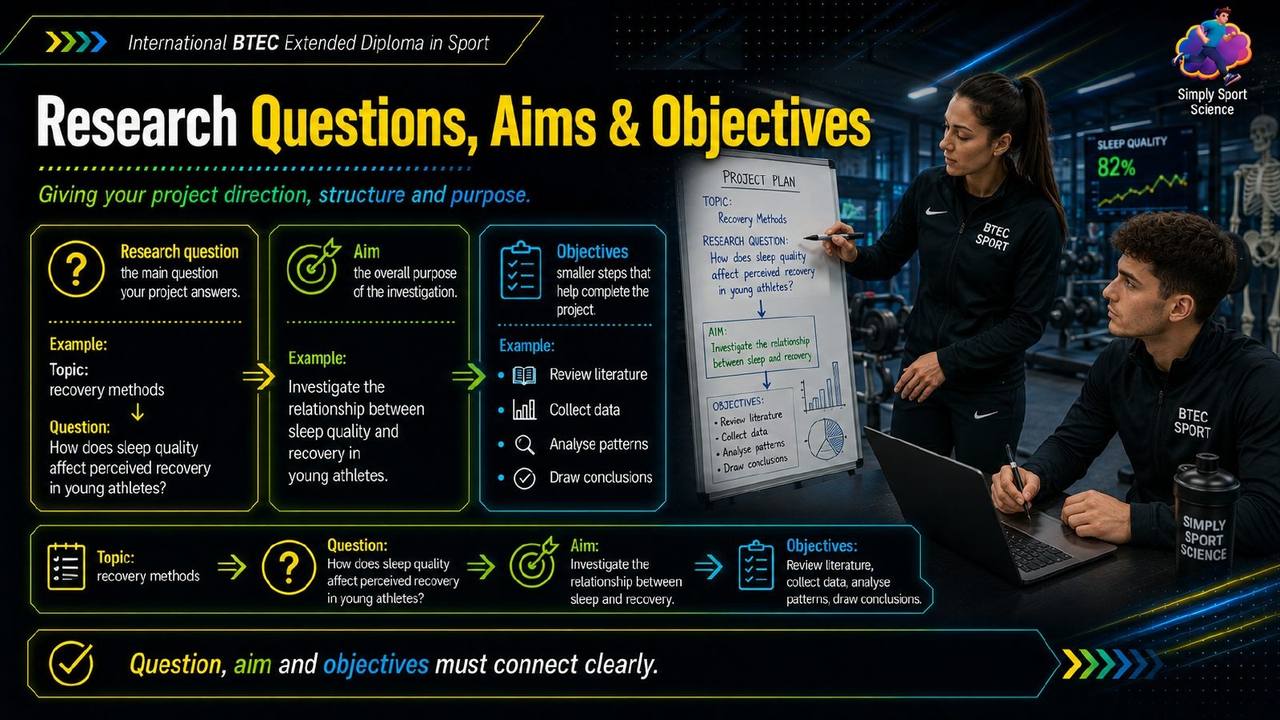 International BTEC Extended Diploma in Sport
Simply Sport
Science
Research Questions, Aims & Objectives
Giving your project direction, structure and purpose.
Research question
the main question
your project answers.
Example:
Topic:
recovery methods
Question:
How does sleep quality
affect perceived recovery
in young athletes?
Aim
the overall purpose
of the investigation.
Example:
Investigate the
relationship between
sleep quality and
recovery in
young athletes.
Objectives
smaller steps that
help complete the
project.
Example:
• Review literature
• Collect data
• Analyse patterns
• Draw conclusions
PROJECT PLAN
TOPIC:
Recovery Methods
RESEARCH QUESTION:
How does sleep quality
affect perceived recovery
in young athletes?
AIM:
Investigate the relationship
between sleep and recovery
OBJECTIVES:
• Review literature
• Collect data
• Analyse patterns
• Draw conclusions
SLEEP QUALITY
82%
BTEC
SPORT
BTEC
SPORT
SIMPLY
SPORT
SCIENCE
Topic:
recovery methods
Question:
How does sleep quality
affect perceived recovery
in young athletes?
Aim:
Investigate the
relationship between
sleep and recovery.
Objectives:
Review literature,
collect data, analyse
patterns, draw conclusions.
Question, aim and objectives must connect clearly.